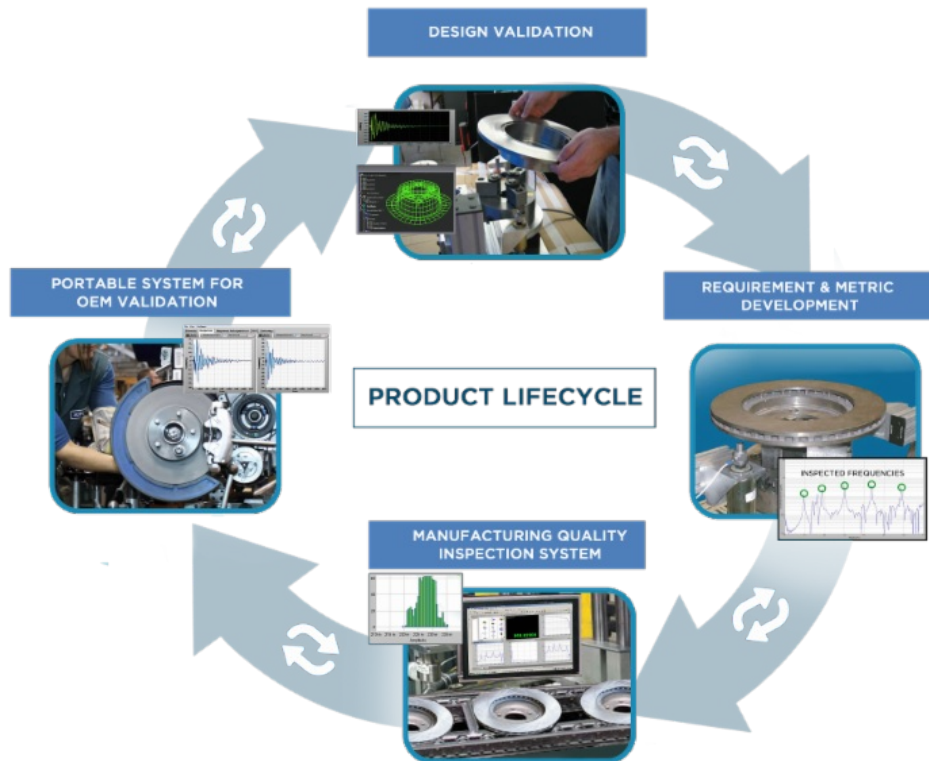 DESIGN VALIDATION
PORTABLE SYSTEM FOR
OEM VALIDATION
REQUIREMENT & METRIC
DEVELOPMENT
PRODUCT LIFECYCLE
INSPECTED FREQUENCIES
MANUFACTURING QUALITY
INSPECTION SYSTEM